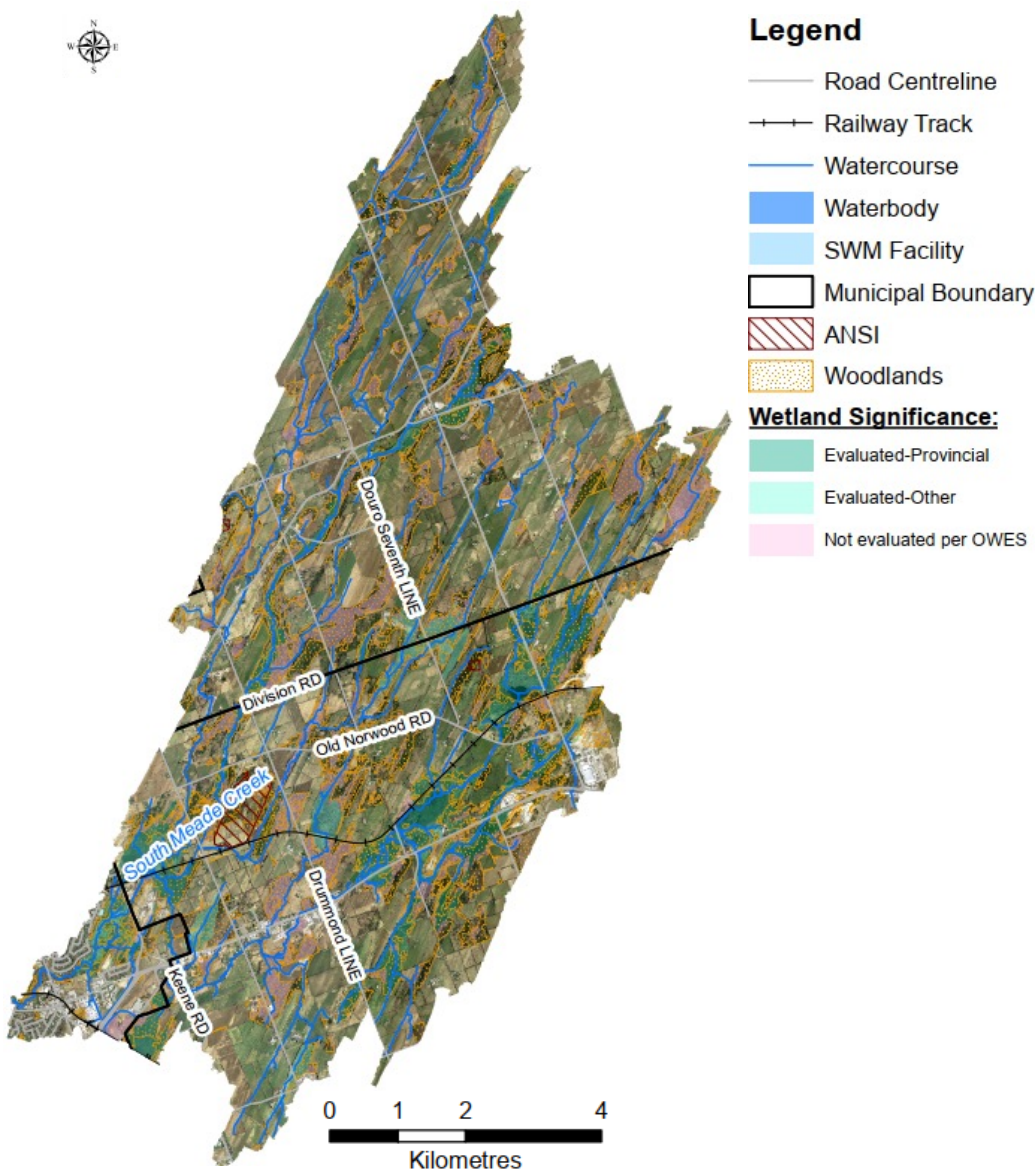 N
W E
S
Legend
Road Centreline
Railway Track
Watercourse
Waterbody
SWM Facility
Municipal Boundary
ANSI
Woodlands
Wetland Significance:
Evaluated-Provincial
Evaluated-Other
Not evaluated per OWES
Douro Seventh LINE
Division RD
Old Norwood RD
South Meade Creek
Drummond LINE
Keene RD
0 1 2 4
Kilometres